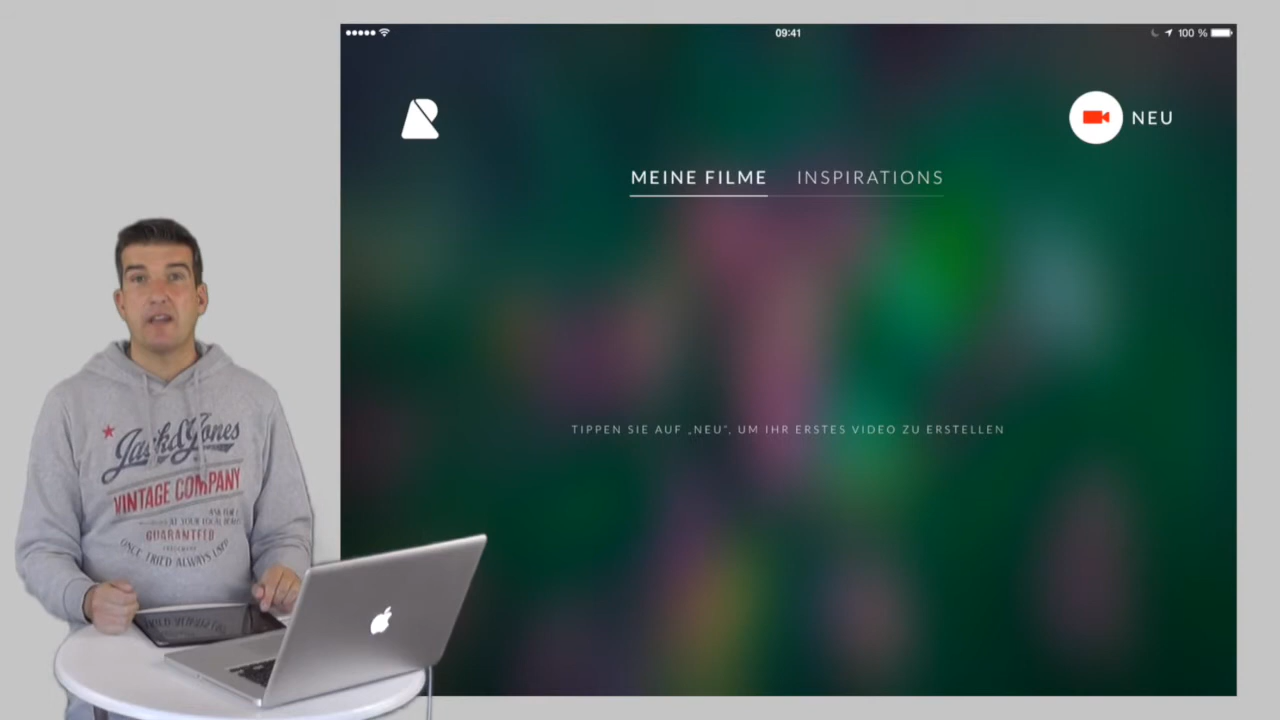 09:41
100 %
NEU
MEINE FILME INSPIRATIONS
TIPPEN SIE AUF „NEU“, UM IHR ERSTES VIDEO ZU ERSTELLEN
Jack & Jones
VINTAGE COMPANY
GUARANTEED
ONCE TRIED ALWAYS USED